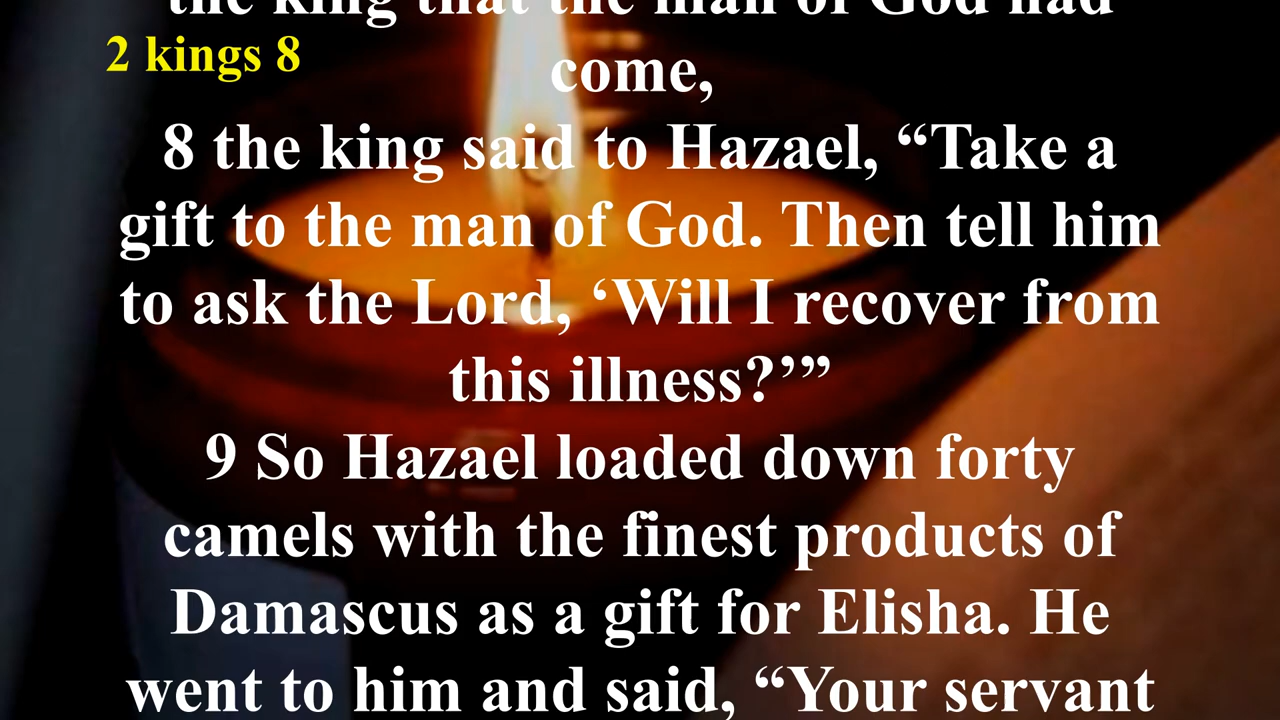 the king that the man of God had
2 kings 8
come,
8 the king said to Hazael, “Take a
gift to the man of God. Then tell him
to ask the Lord, ‘Will I recover from
this illness?’”
9 So Hazael loaded down forty
camels with the finest products of
Damascus as a gift for Elisha. He
went to him and said, “Your servant